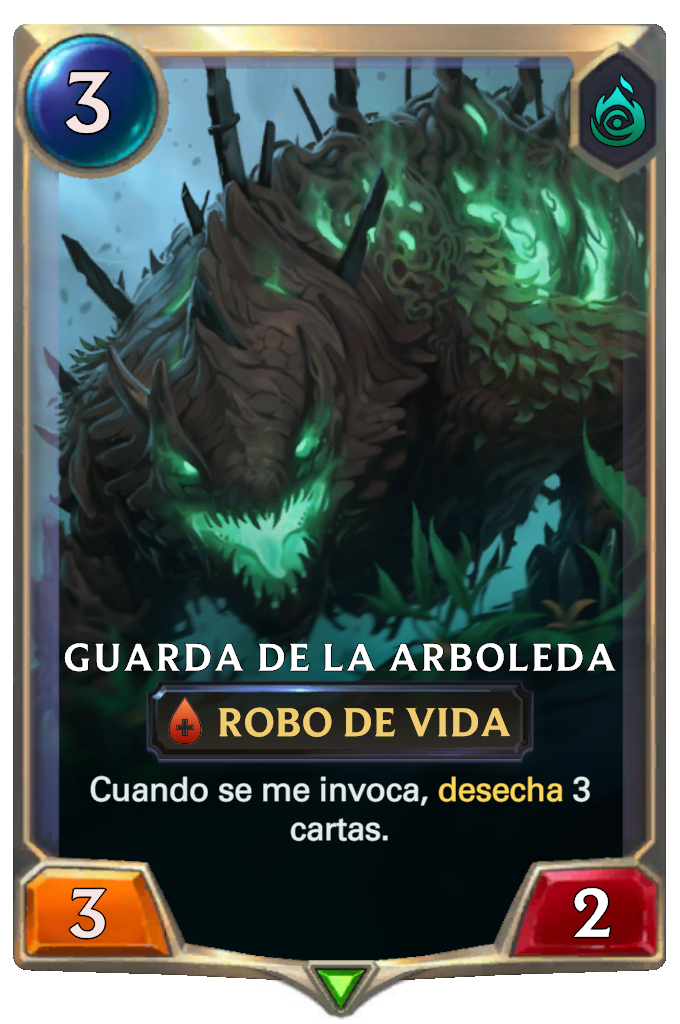 3
GUARDA DE LA ARBOLEDA
ROBO DE VIDA
Cuando se me invoca, desecha 3
cartas.
3
2